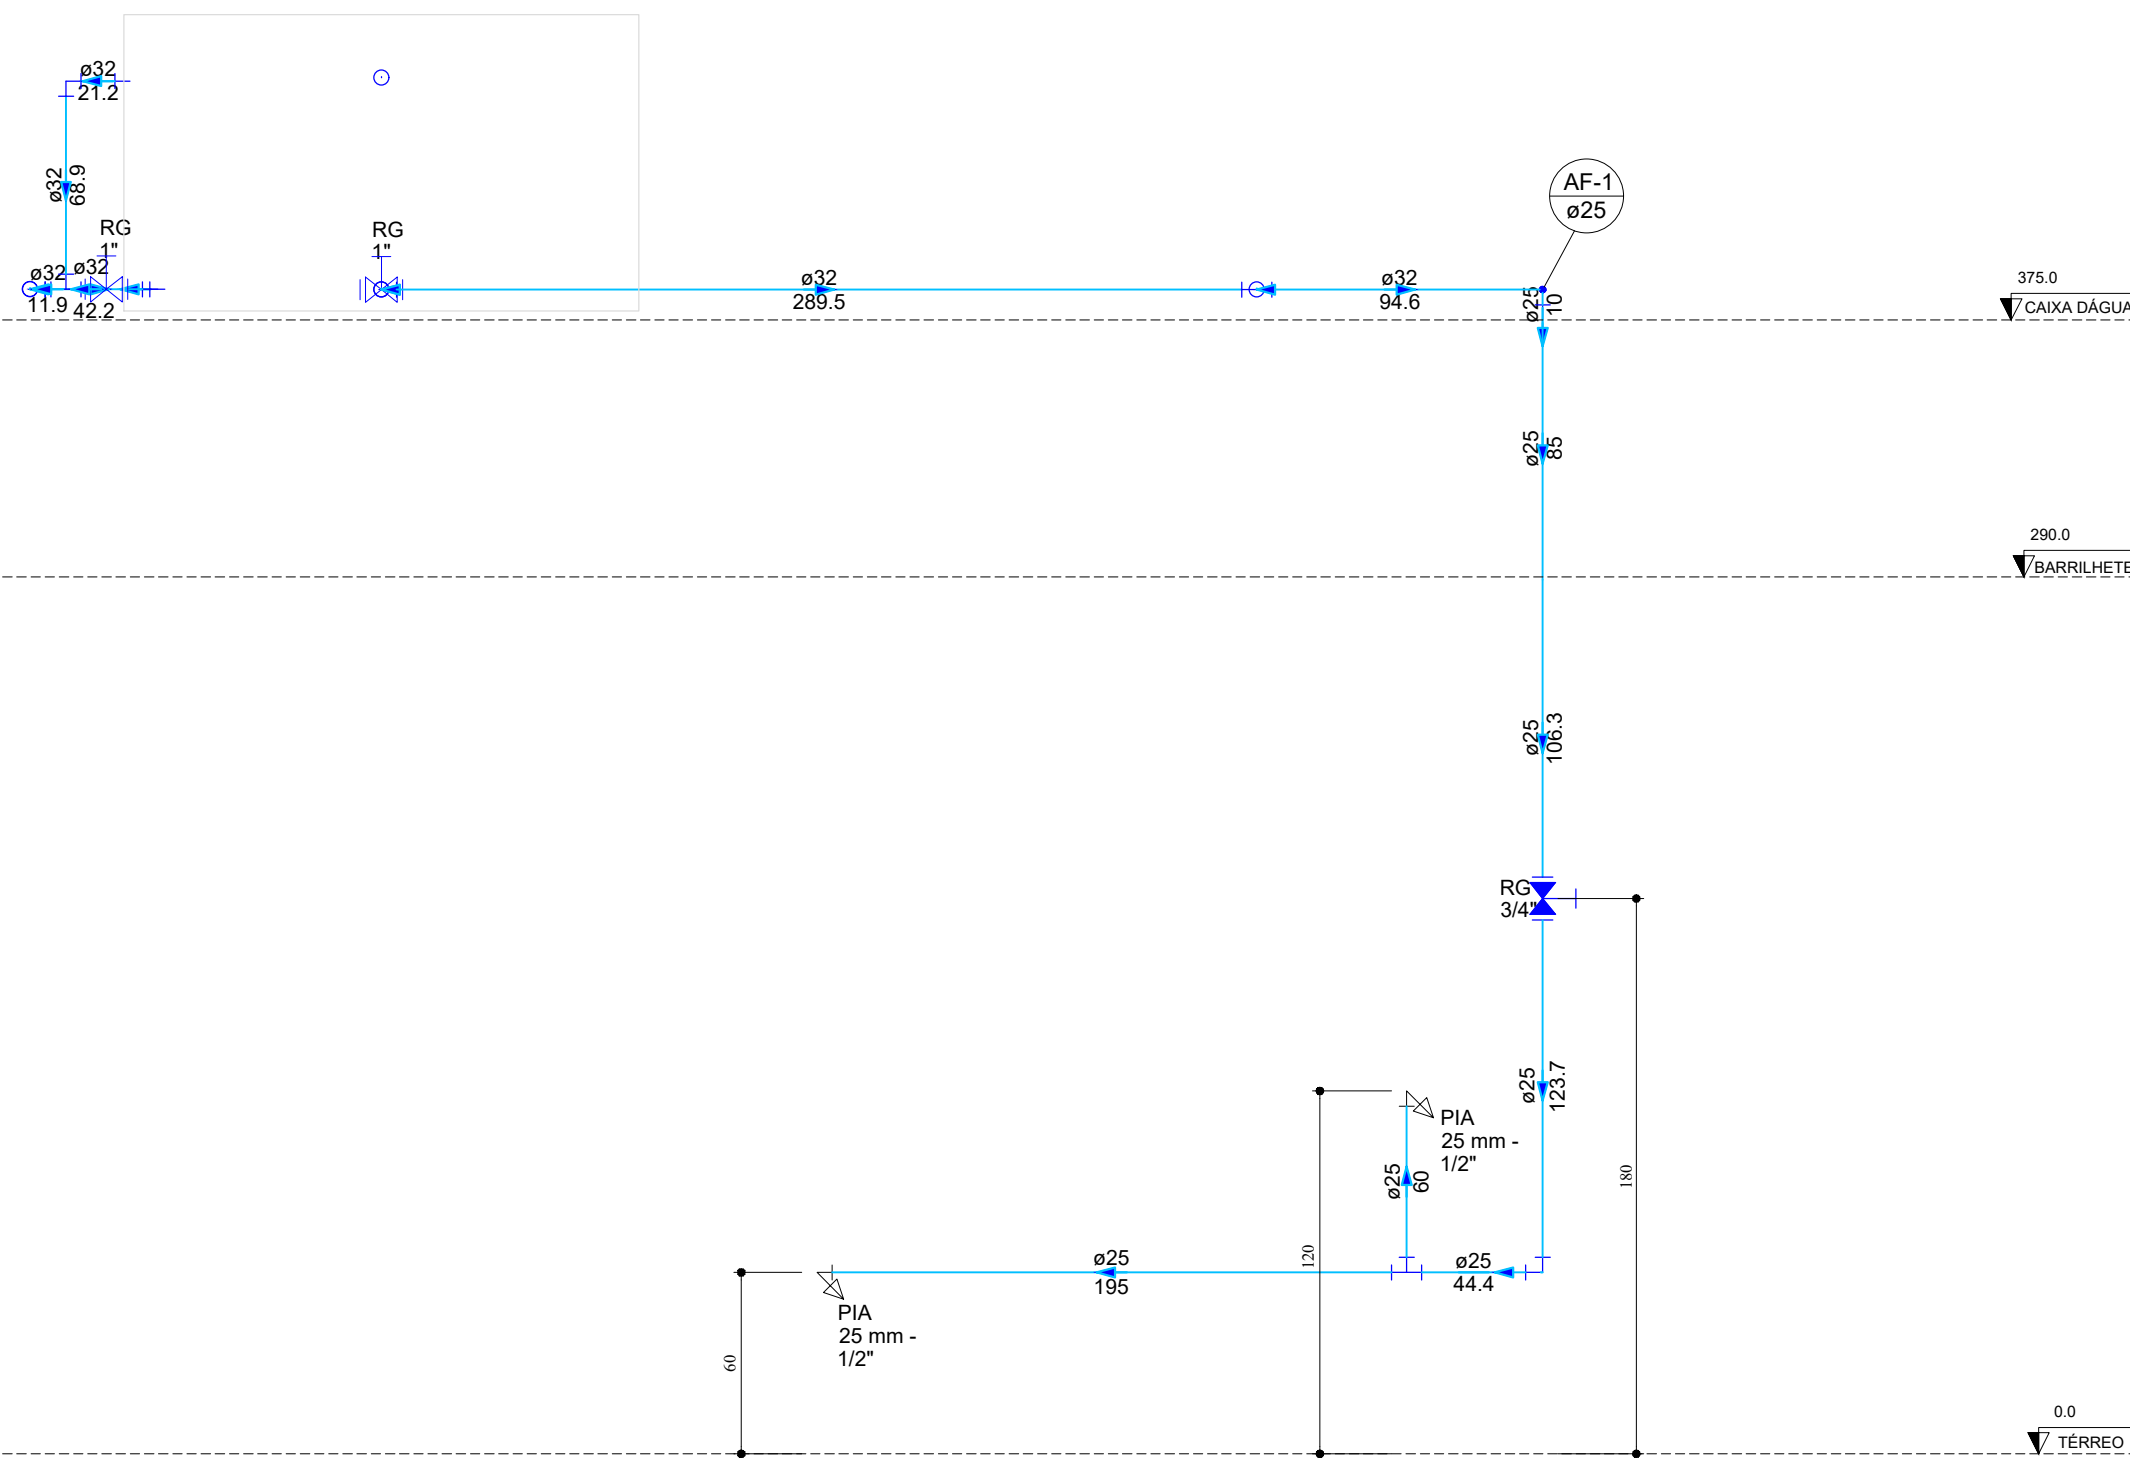 ø32
21.2
ø32
68.9
RG
1"
ø32
11.9
ø32
42.2
RG
1"
ø32
289.5
ø32
94.6
AF-1
ø25
ø25
10
375.0
CAIXA DÁGUA
ø25
85
290.0
BARRILHETE
ø25
106.3
RG
3/4"
ø25
123.7
180
PIA
25 mm -
1/2"
ø25
60
120
ø25
195
ø25
44.4
PIA
25 mm -
1/2"
60
0.0
TÉRREO